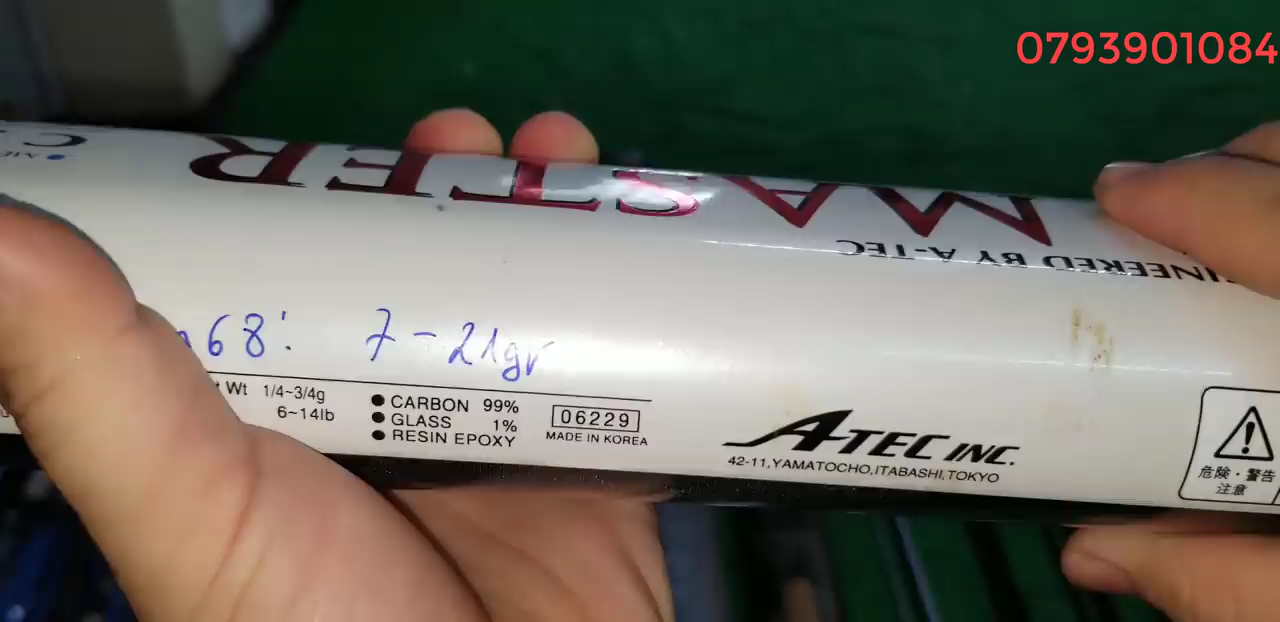 0793901084
MASTER
ENGINEERED BY A-TEC
68: 7-21gr
Wt 1/4~3/4g
6~14lb
● CARBON 99%
● GLASS 1%
● RESIN EPOXY
06229
MADE IN KOREA
A-TEC INC.
42-11,YAMATOCHO,ITABASHI,TOKYO
危険・警告
注意